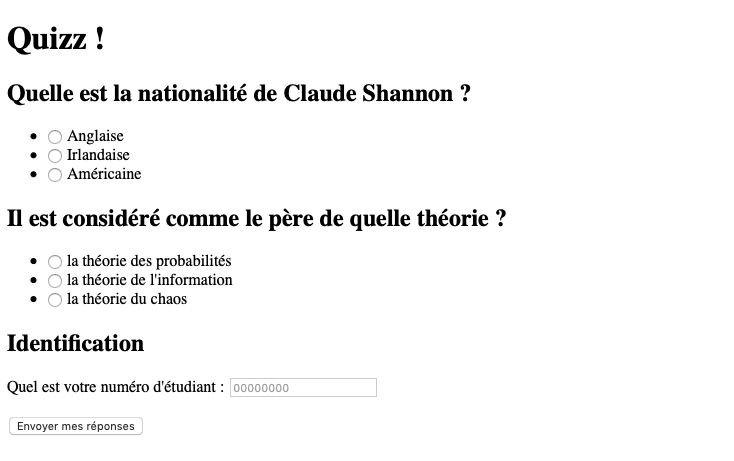 Quizz !
Quelle est la nationalité de Claude Shannon ?
Anglaise
Irlandaise
Américaine
Il est considéré comme le père de quelle théorie ?
la théorie des probabilités
la théorie de l'information
la théorie du chaos
Identification
Quel est votre numéro d'étudiant : 00000000
Envoyer mes réponses